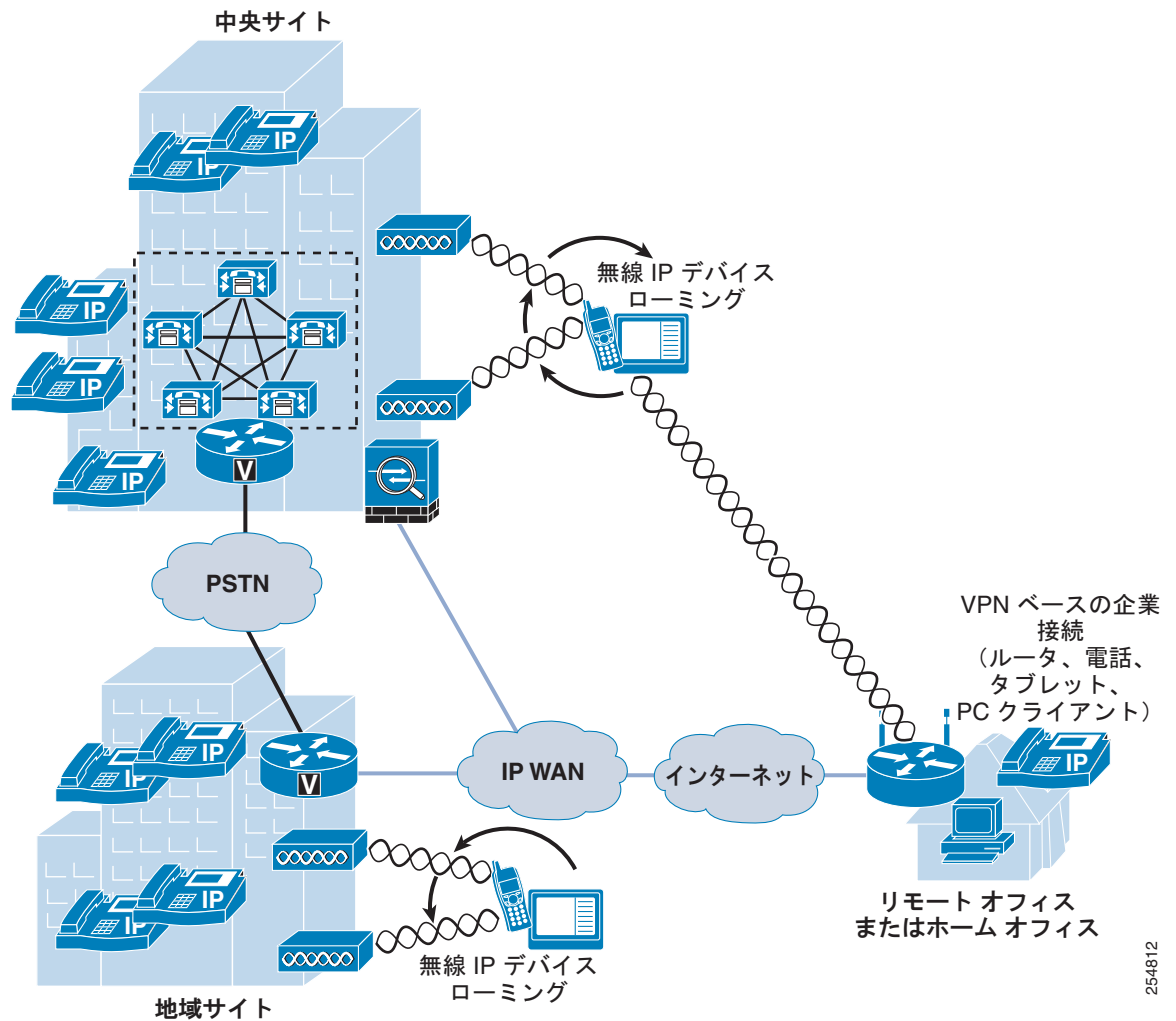 中央サイト
IP
IP
IP
IP
IP
V
無線 IP デバイス
ローミング
PSTN
VPN ベースの企業
接続
(ルータ、電話、
タブレット、
PC クライアント)
IP
IP
IP
V
IP WAN
インターネット
IP
IP
IP
無線 IP デバイス
ローミング
リモート オフィス
またはホーム オフィス
地域サイト
254812